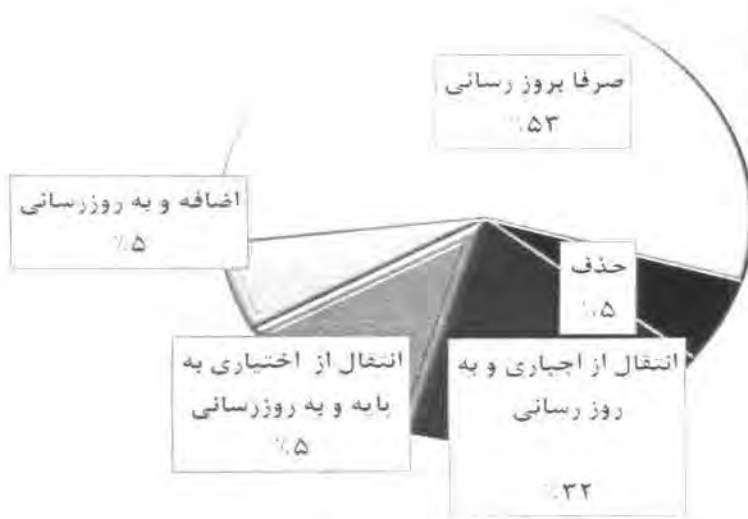 صرفا بروز رسانی
٪۵۳
اضافه و به روزرسانی
٪۵
حذف
٪۵
انتقال از اختیاری به
پایه و به روزرسانی
٪۵
انتقال از اجباری و به
روز رسانی
٪۳۲